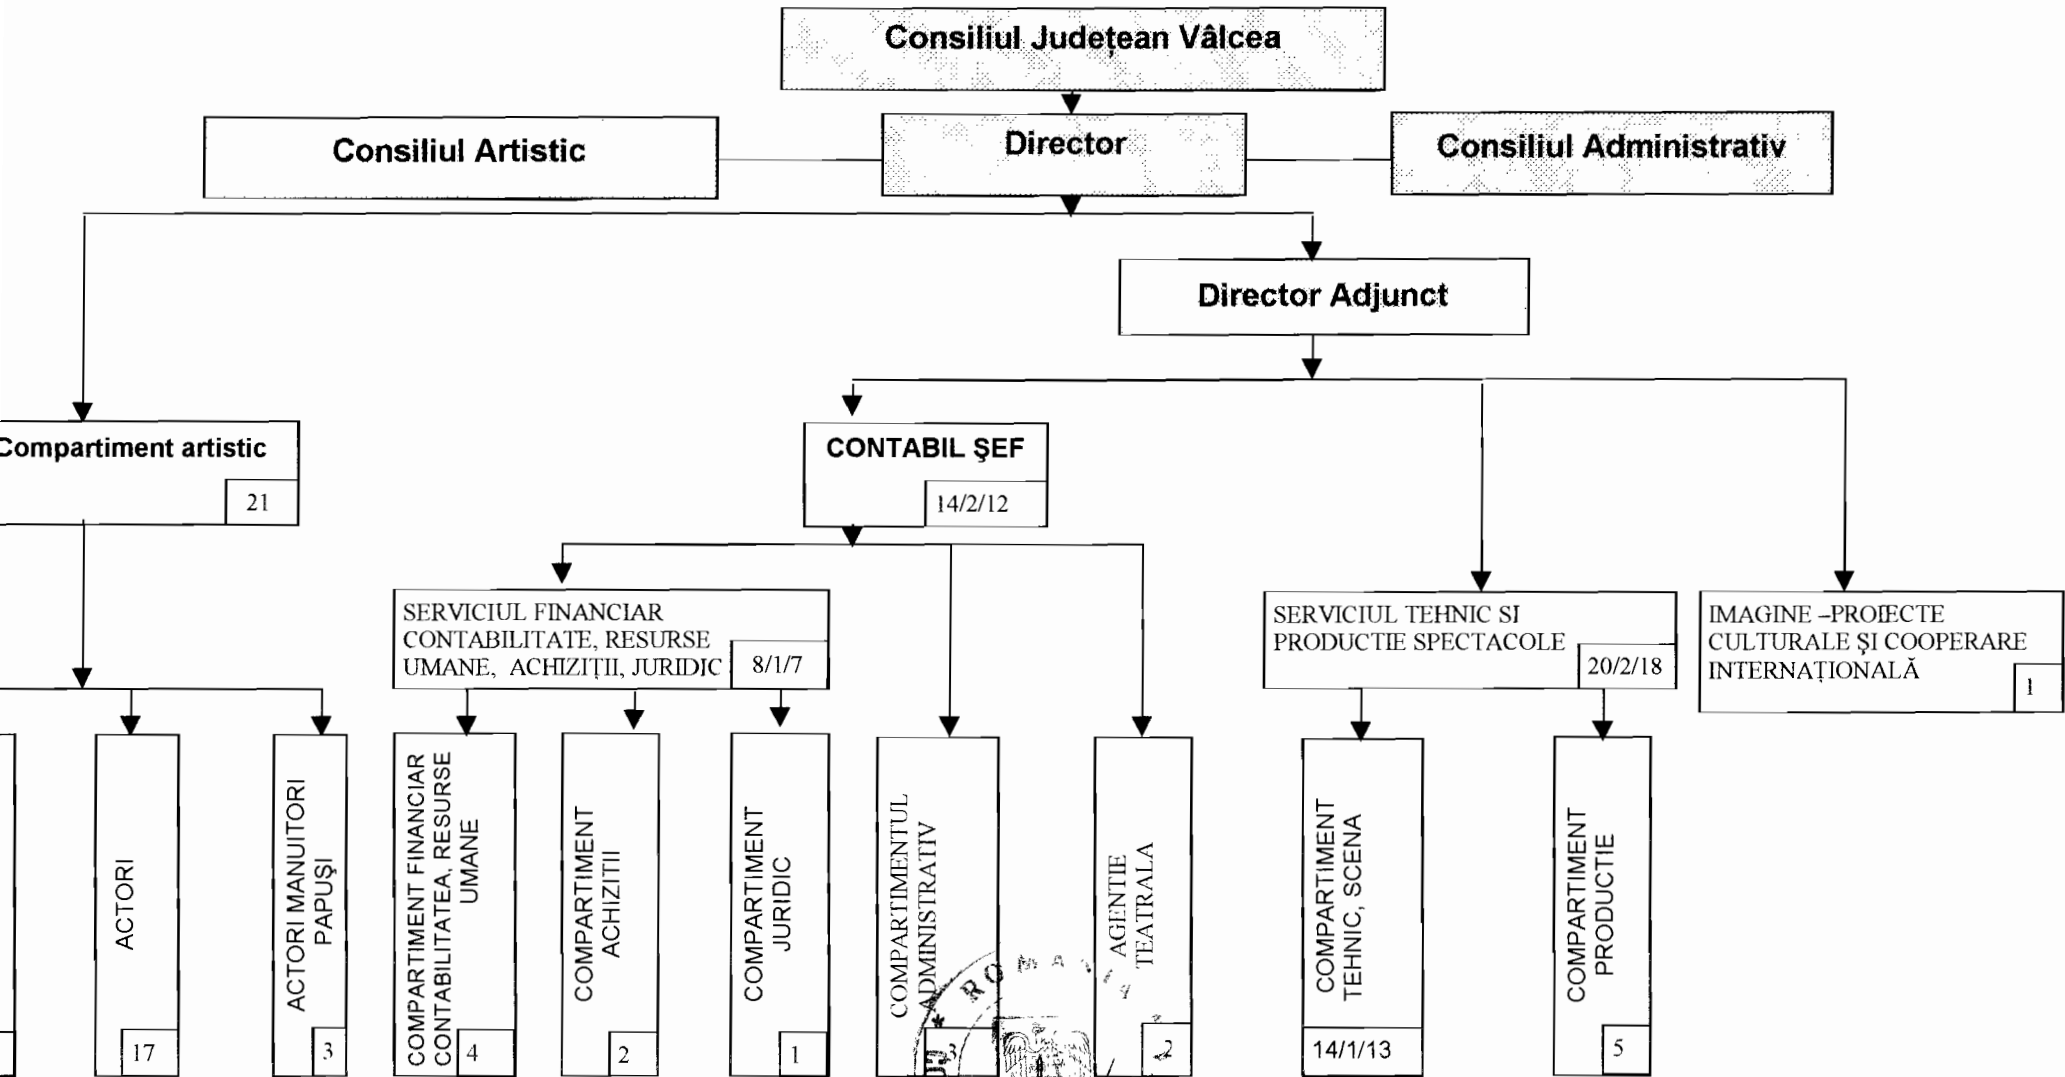 Consiliul Județean Vâlcea
Consiliul Artistic
Director
Consiliul Administrativ
Director Adjunct
Compartiment artistic
21
CONTABIL ŞEF
14/2/12
SERVICIUL FINANCIAR
CONTABILITATE, RESURSE
UMANE, ACHIZIŢII, JURIDIC
8/1/7
SERVICIUL TEHNIC SI
PRODUCTIE SPECTACOLE
20/2/18
IMAGINE –PROIECTE
CULTURALE ŞI COOPERARE
INTERNAŢIONALĂ
1
ACTORI
17
ACTORI MANUITORI
PAPUŞI
3
COMPARTIMENT FINANCIAR
CONTABILITATEA, RESURSE
UMANE
4
COMPARTIMENT
ACHIZITII
2
COMPARTIMENT
JURIDIC
1
COMPARTIMENTUL
ADMINISTRATIV
3
AGENTIE
TEATRALA
2
COMPARTIMENT
TEHNIC, SCENA
14/1/13
COMPARTIMENT
PRODUCTIE
5
ROMANIA